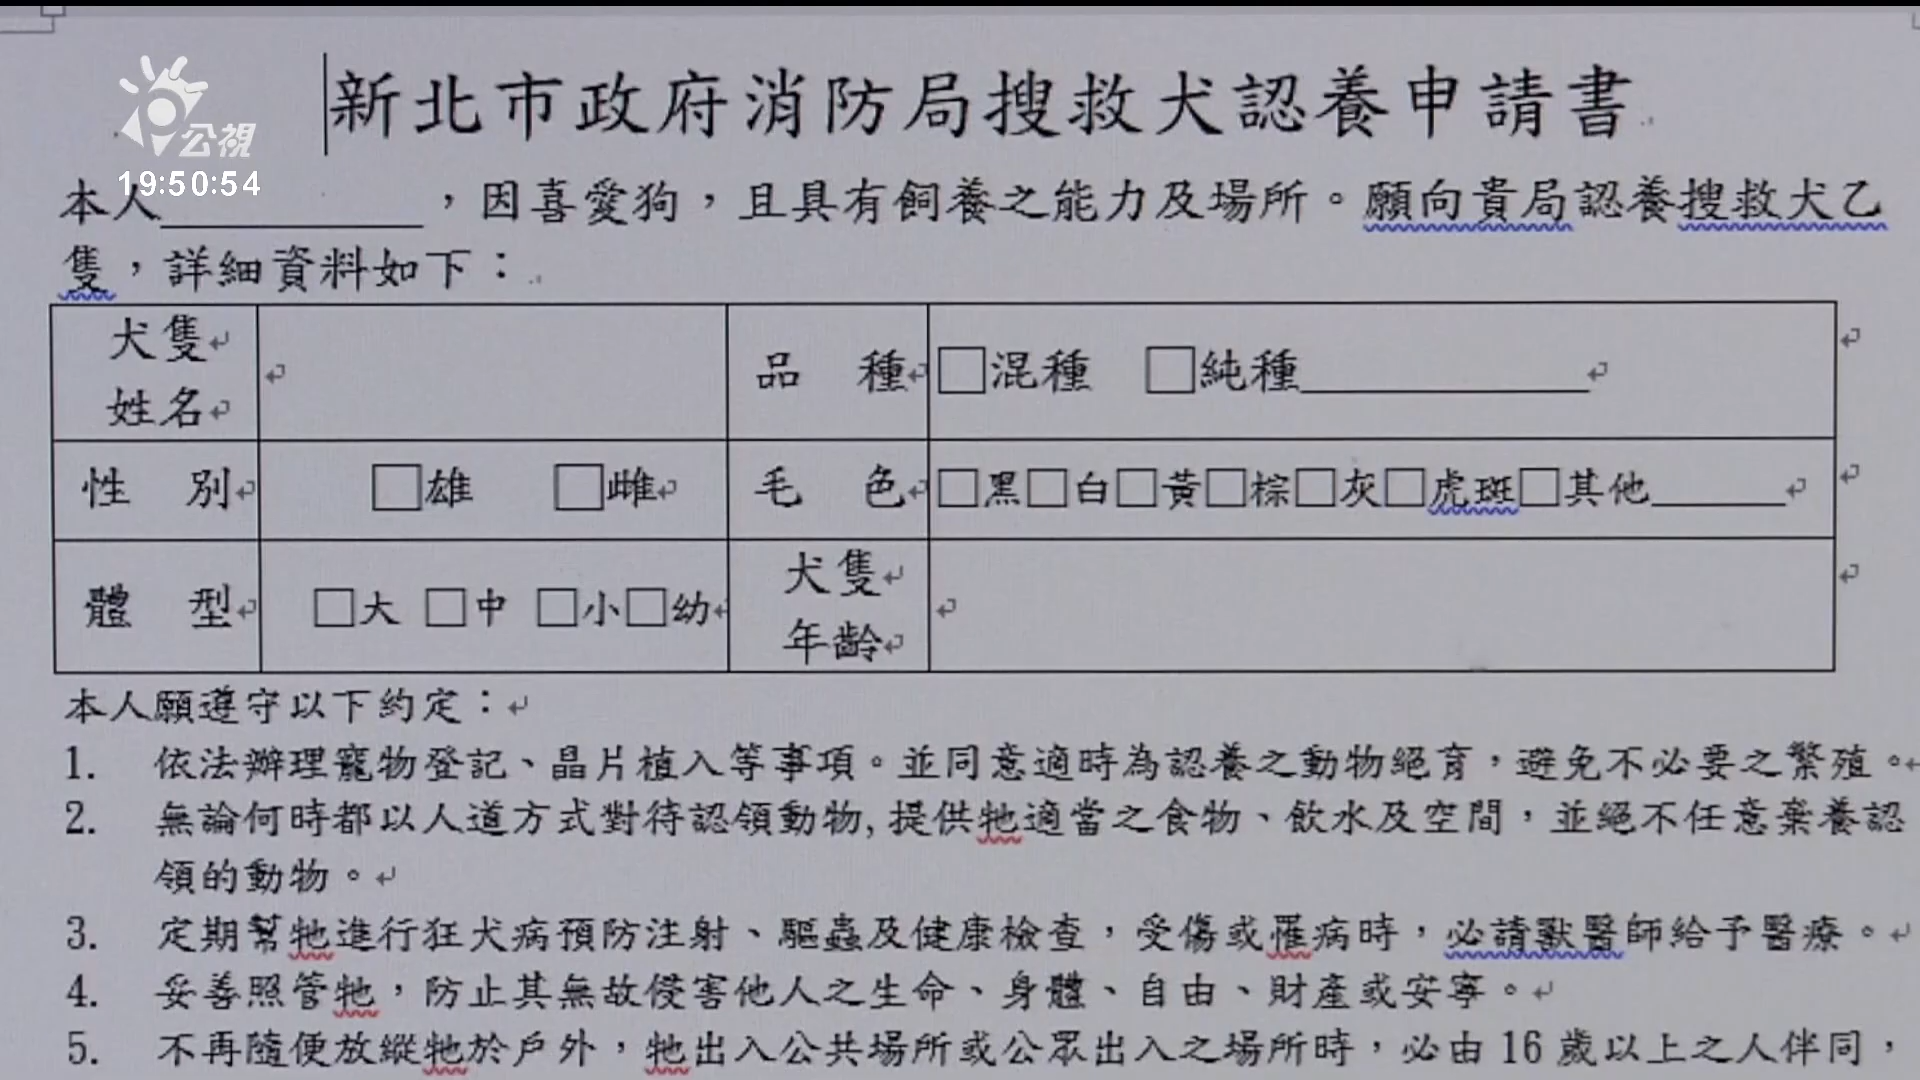 公視
19:50:54
新北市政府消防局搜救犬認養申請書
本人__________，因喜愛狗，且具有飼養之能力及場所。願向貴局認養搜救犬乙
隻，詳細資料如下：
犬隻姓名 品種 □混種 □純種__________
性別 □雄 □雌 毛色 □黑□白□黃□棕□灰□虎斑□其他_____
體型 □大 □中 □小□幼 犬隻年齡
本人願遵守以下約定：
1. 依法辦理寵物登記、晶片植入等事項。並同意適時為認養之動物絕育，避免不必要之繁殖。
2. 無論何時都以人道方式對待認領動物,提供牠適當之食物、飲水及空間，並絕不任意棄養認
領的動物。
3. 定期幫牠進行狂犬病預防注射、驅蟲及健康檢查，受傷或罹病時，必請獸醫師給予醫療。
4. 妥善照管牠，防止其無故侵害他人之生命、身體、自由、財產或安寧。
5. 不再隨便放縱牠於戶外，牠出入公共場所或公眾出入之場所時，必由16歲以上之人伴同，